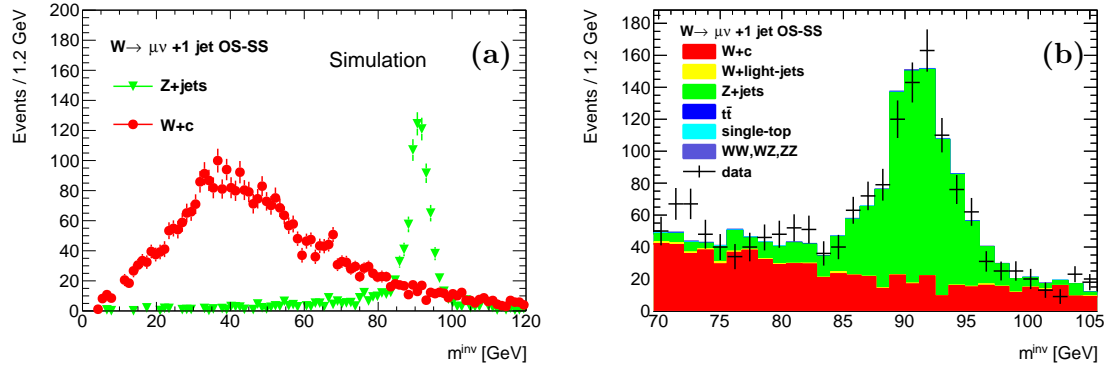 Events / 1.2 GeV
200
180
160
140
120
100
80
60
40
20
0
W→ μν +1 jet OS-SS
Simulation
(a)
Z+jets
W+c
0 20 40 60 80 100 120
m^inv [GeV]
Events / 1.2 GeV
180
160
140
120
100
80
60
40
20
0
W→ μν +1 jet OS-SS
(b)
W+c
W+light-jets
Z+jets
tt̄
single-top
WW,WZ,ZZ
data
70 75 80 85 90 95 100 105
m^inv [GeV]